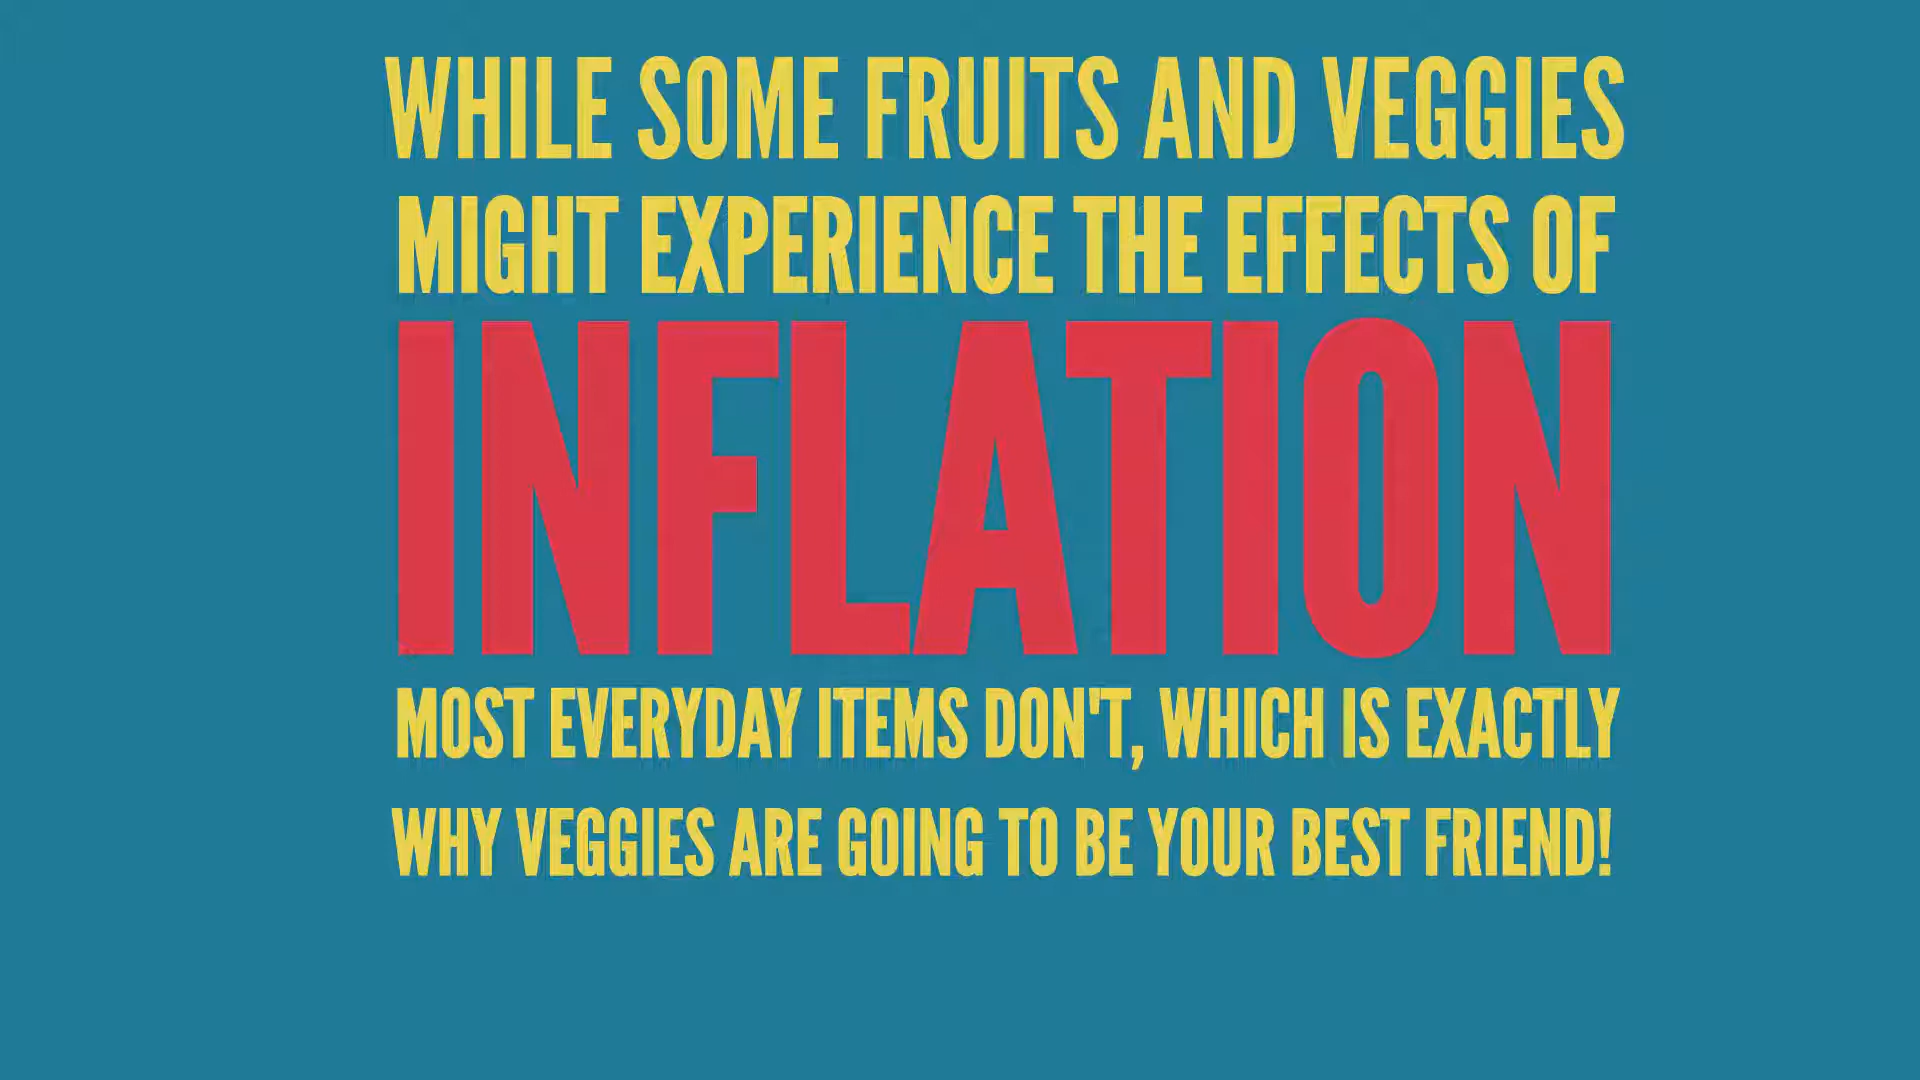 WHILE SOME FRUITS AND VEGGIES
MIGHT EXPERIENCE THE EFFECTS OF
INFLATION
MOST EVERYDAY ITEMS DON'T, WHICH IS EXACTLY
WHY VEGGIES ARE GOING TO BE YOUR BEST FRIEND!